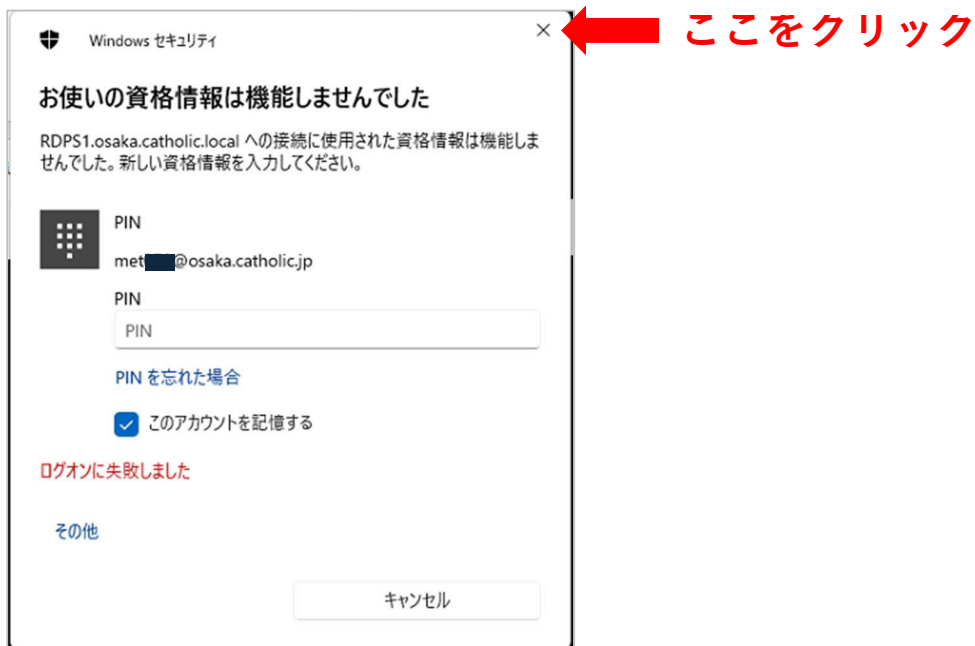 ここをクリック
Windows セキュリティ
お使いの資格情報は機能しませんでした
RDPS1.osaka.catholic.local への接続に使用された資格情報は機能しま
せんでした。新しい資格情報を入力してください。
PIN
met @osaka.catholic.jp
PIN
PIN
PIN を忘れた場合
このアカウントを記憶する
ログオンに失敗しました
その他
キャンセル